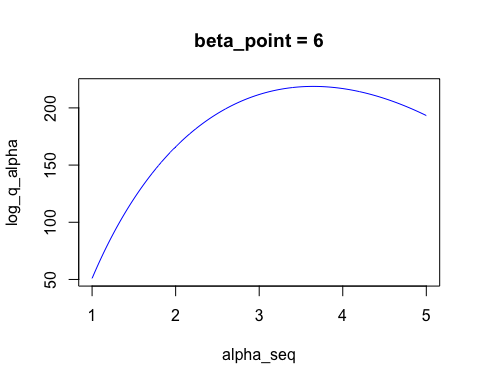 beta_point = 6
log_q_alpha
200
150
100
50
1 2 3 4 5
alpha_seq